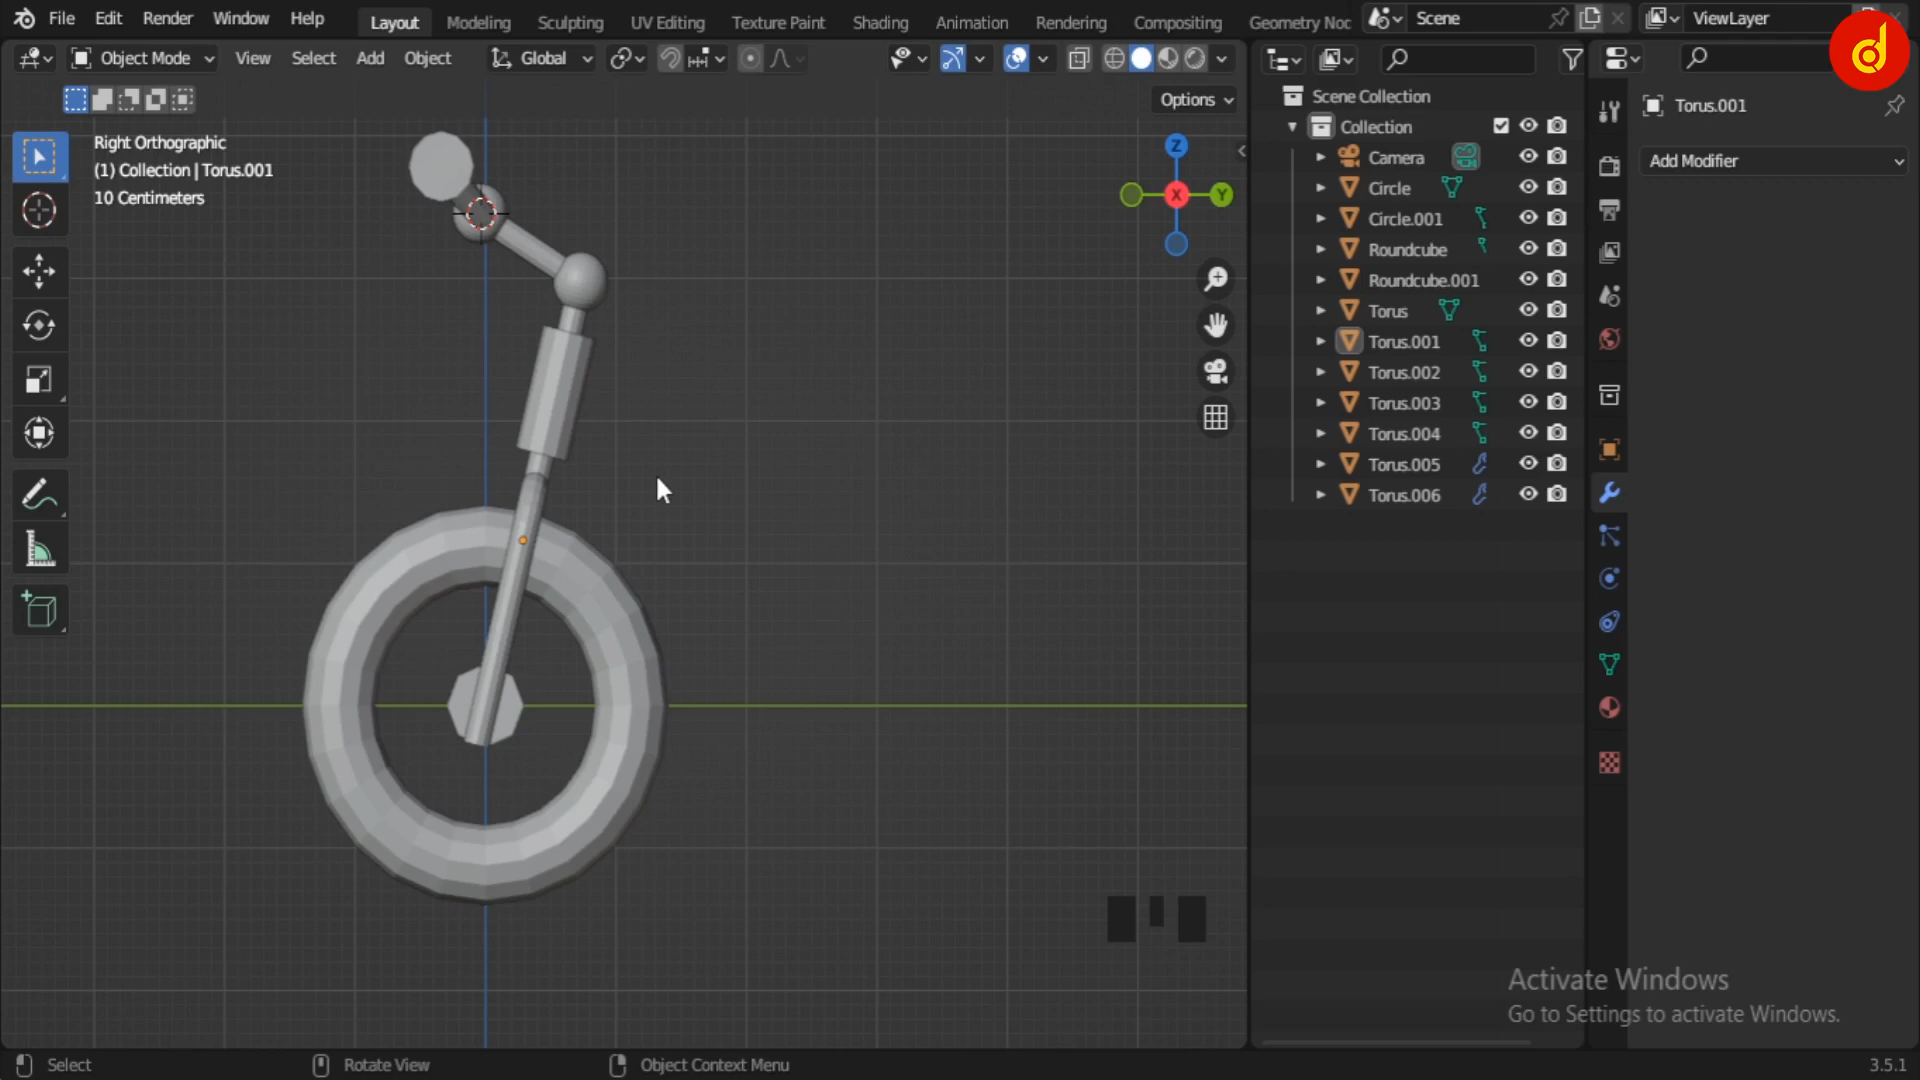 File Edit Render Window Help Layout Modeling Sculpting UV Editing Texture Paint Shading Animation Rendering Compositing Geometry Noc Scene ViewLayer
Object Mode View Select Add Object Global
Options
Right Orthographic
(1) Collection | Torus.001
10 Centimeters
Z
X
Y
Scene Collection
Collection
Camera
Circle
Circle.001
Roundcube
Roundcube.001
Torus
Torus.001
Torus.002
Torus.003
Torus.004
Torus.005
Torus.006
Torus.001
Add Modifier
Activate Windows
Go to Settings to activate Windows.
Select Rotate View Object Context Menu 3.5.1